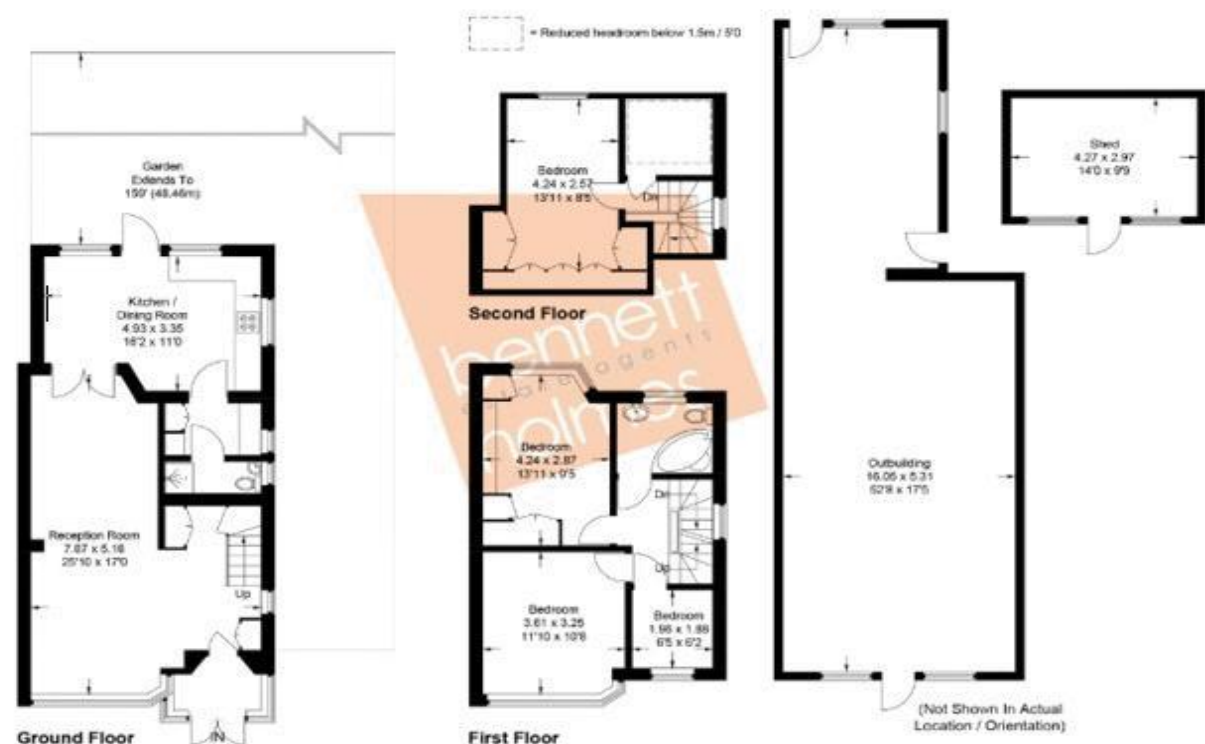 = Reduced headroom below 1.5m / 5'0
Garden
Extends To
159' (48.46m)
Kitchen /
Dining Room
4.93 x 3.35
16'2 x 11'0
Reception Room
7.87 x 5.18
25'10 x 17'0
Up
IN
Ground Floor
Bedroom
4.24 x 2.57
13'11 x 8'5
Dn
Second Floor
bennett
estate agents
holmes
Bedroom
4.24 x 2.87
13'11 x 9'5
Dn
Up
Bedroom
3.61 x 3.25
11'10 x 10'8
Bedroom
1.96 x 1.88
6'5 x 6'2
First Floor
Outbuilding
16.05 x 5.31
52'8 x 17'5
(Not Shown In Actual
Location / Orientation)
Shed
4.27 x 2.97
14'0 x 9'9